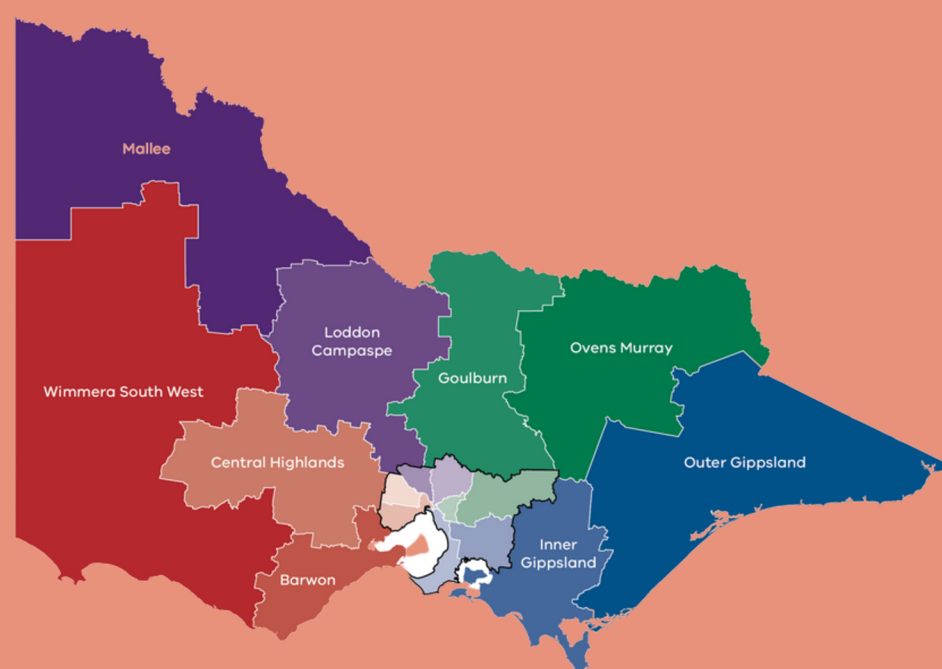 Mallee
Loddon
Campaspe
Ovens Murray
Goulburn
Wimmera South West
Central Highlands
Outer Gippsland
Inner
Gippsland
Barwon